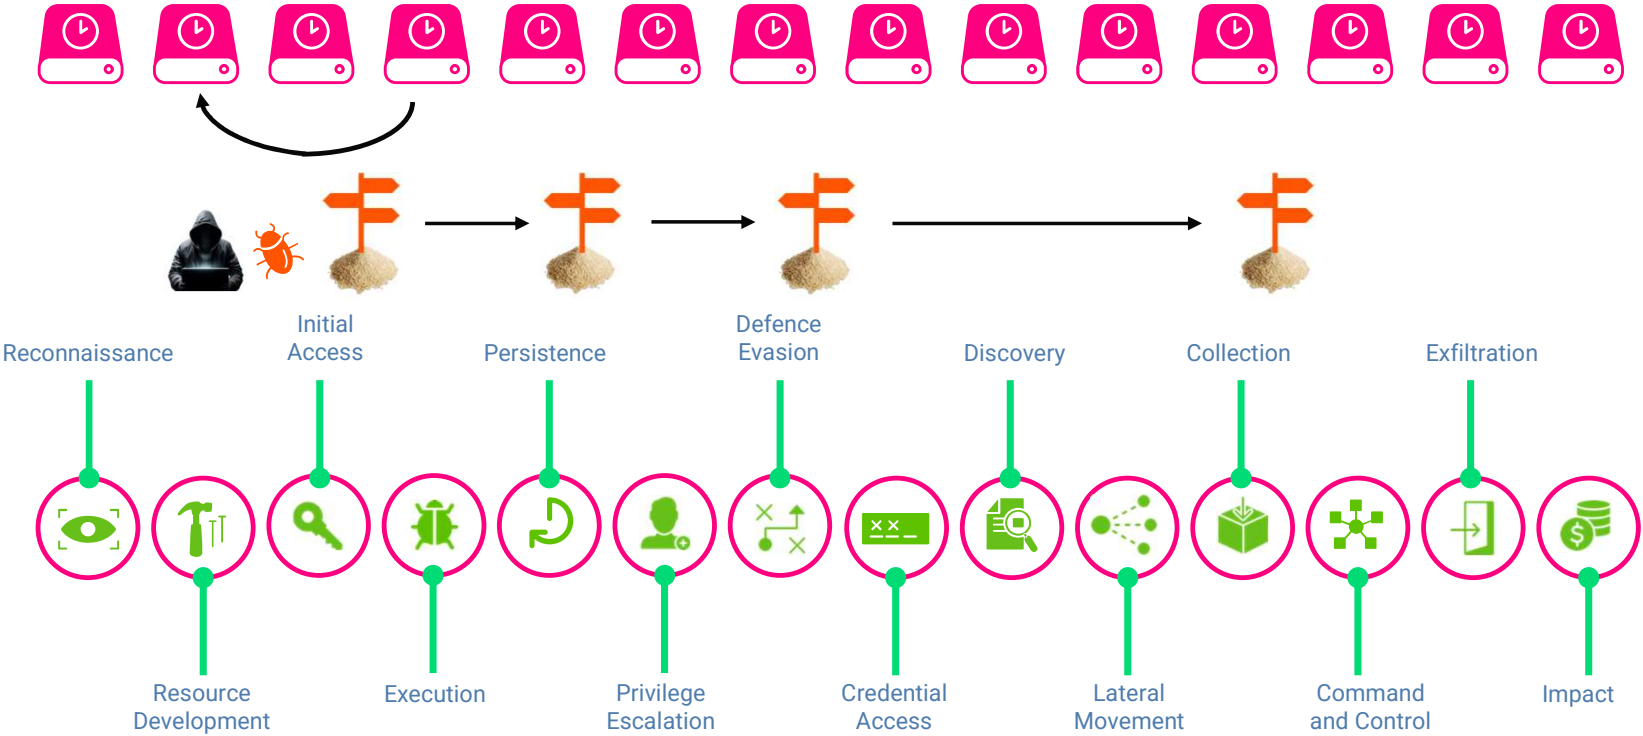 Reconnaissance
Initial
Access
Persistence
Defence
Evasion
Discovery
Collection
Exfiltration
Resource
Development
Execution
Privilege
Escalation
Credential
Access
Lateral
Movement
Command
and Control
Impact